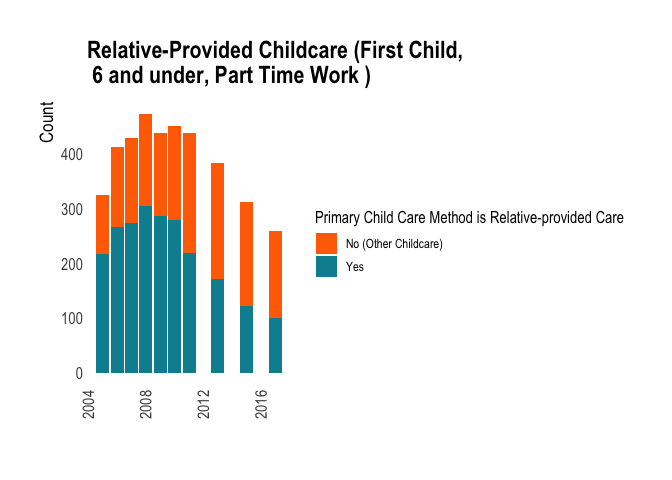 Relative-Provided Childcare (First Child,
6 and under, Part Time Work )
Count
400
300
200
100
0
2004
2008
2012
2016
Primary Child Care Method is Relative-provided Care
No (Other Childcare)
Yes